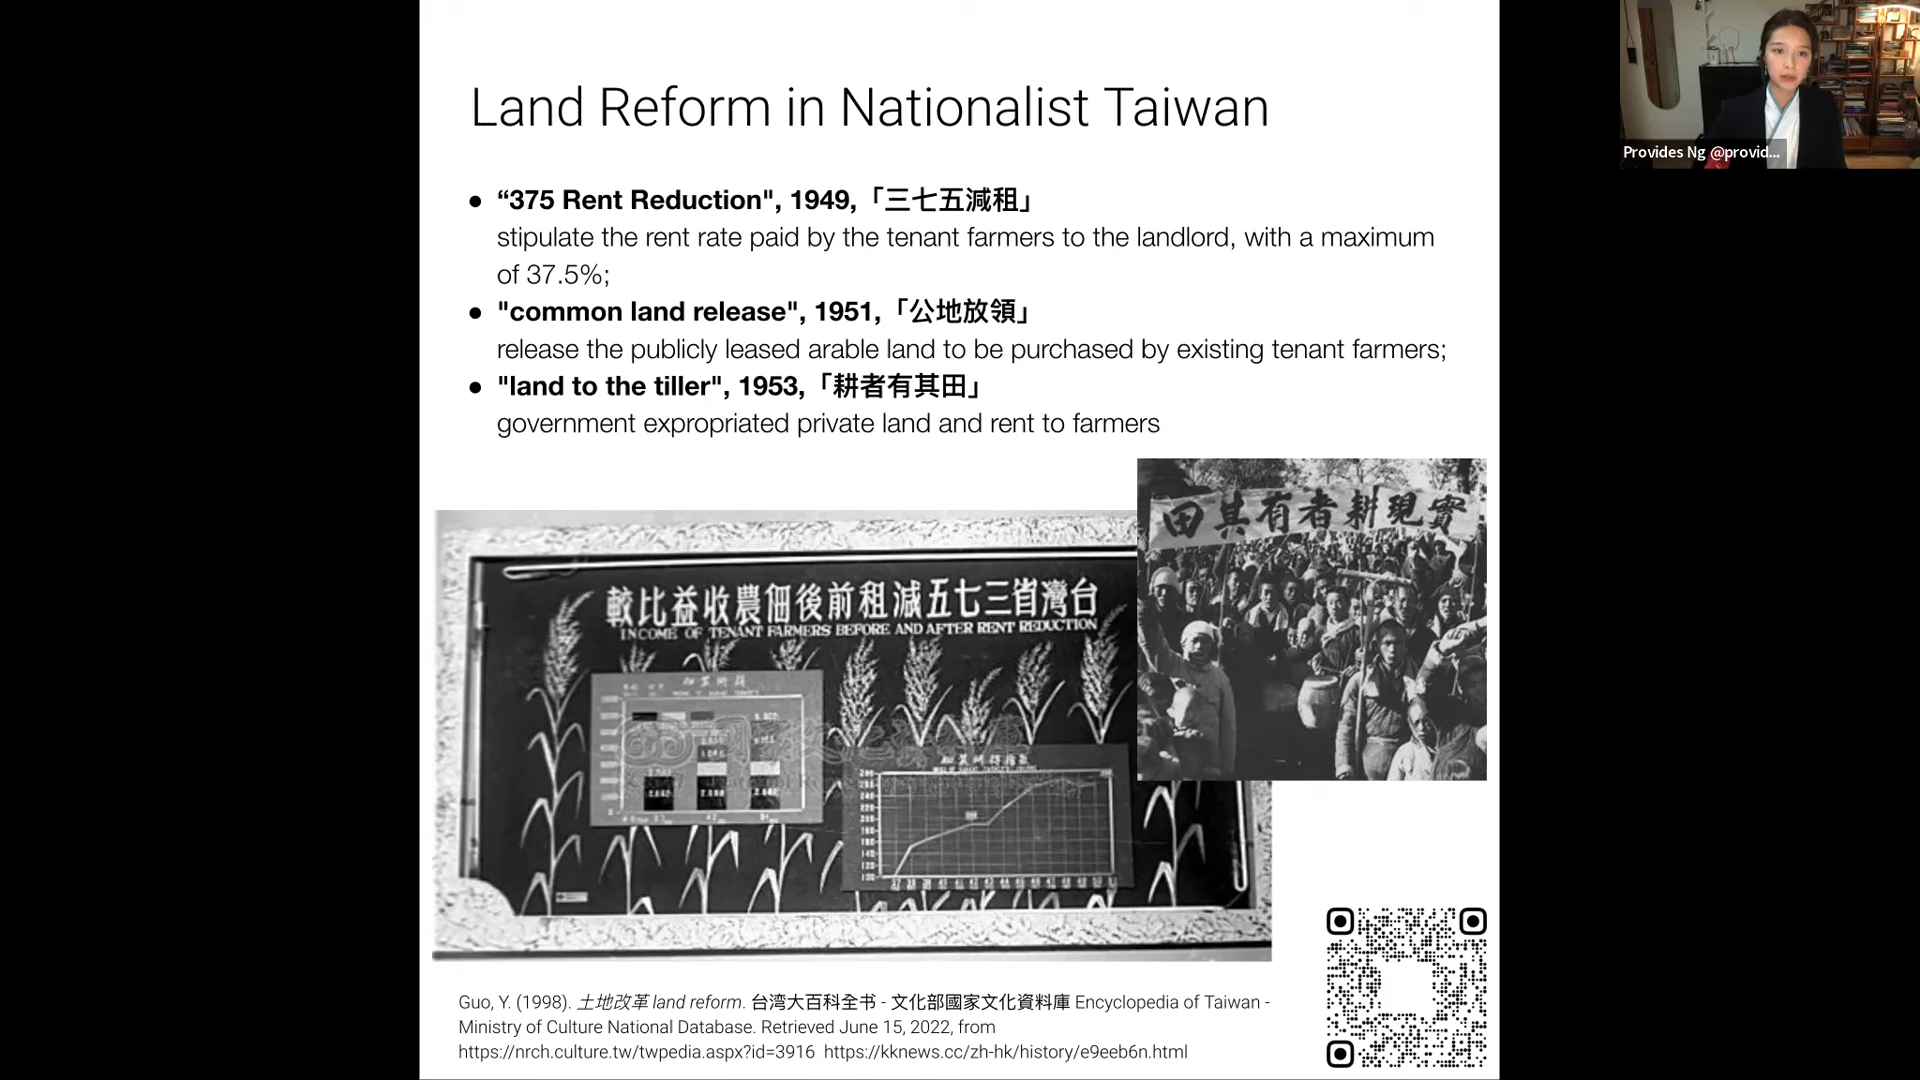 Land Reform in Nationalist Taiwan
Provides Ng @provid...
● “375 Rent Reduction", 1949,「三七五減租」
stipulate the rent rate paid by the tenant farmers to the landlord, with a maximum
of 37.5%;
● "common land release", 1951,「公地放領」
release the publicly leased arable land to be purchased by existing tenant farmers;
● "land to the tiller", 1953,「耕者有其田」
government expropriated private land and rent to farmers
田其有者耕現實
較比益收農佃後前租減五七三省灣台
INCOME OF TENANT FARMERS BEFORE AND AFTER RENT REDUCTION
Guo, Y. (1998). 土地改革 land reform. 台湾大百科全书 - 文化部國家文化資料庫 Encyclopedia of Taiwan -
Ministry of Culture National Database. Retrieved June 15, 2022, from
https://nrch.culture.tw/twpedia.aspx?id=3916 https://kknews.cc/zh-hk/history/e9eeb6n.html